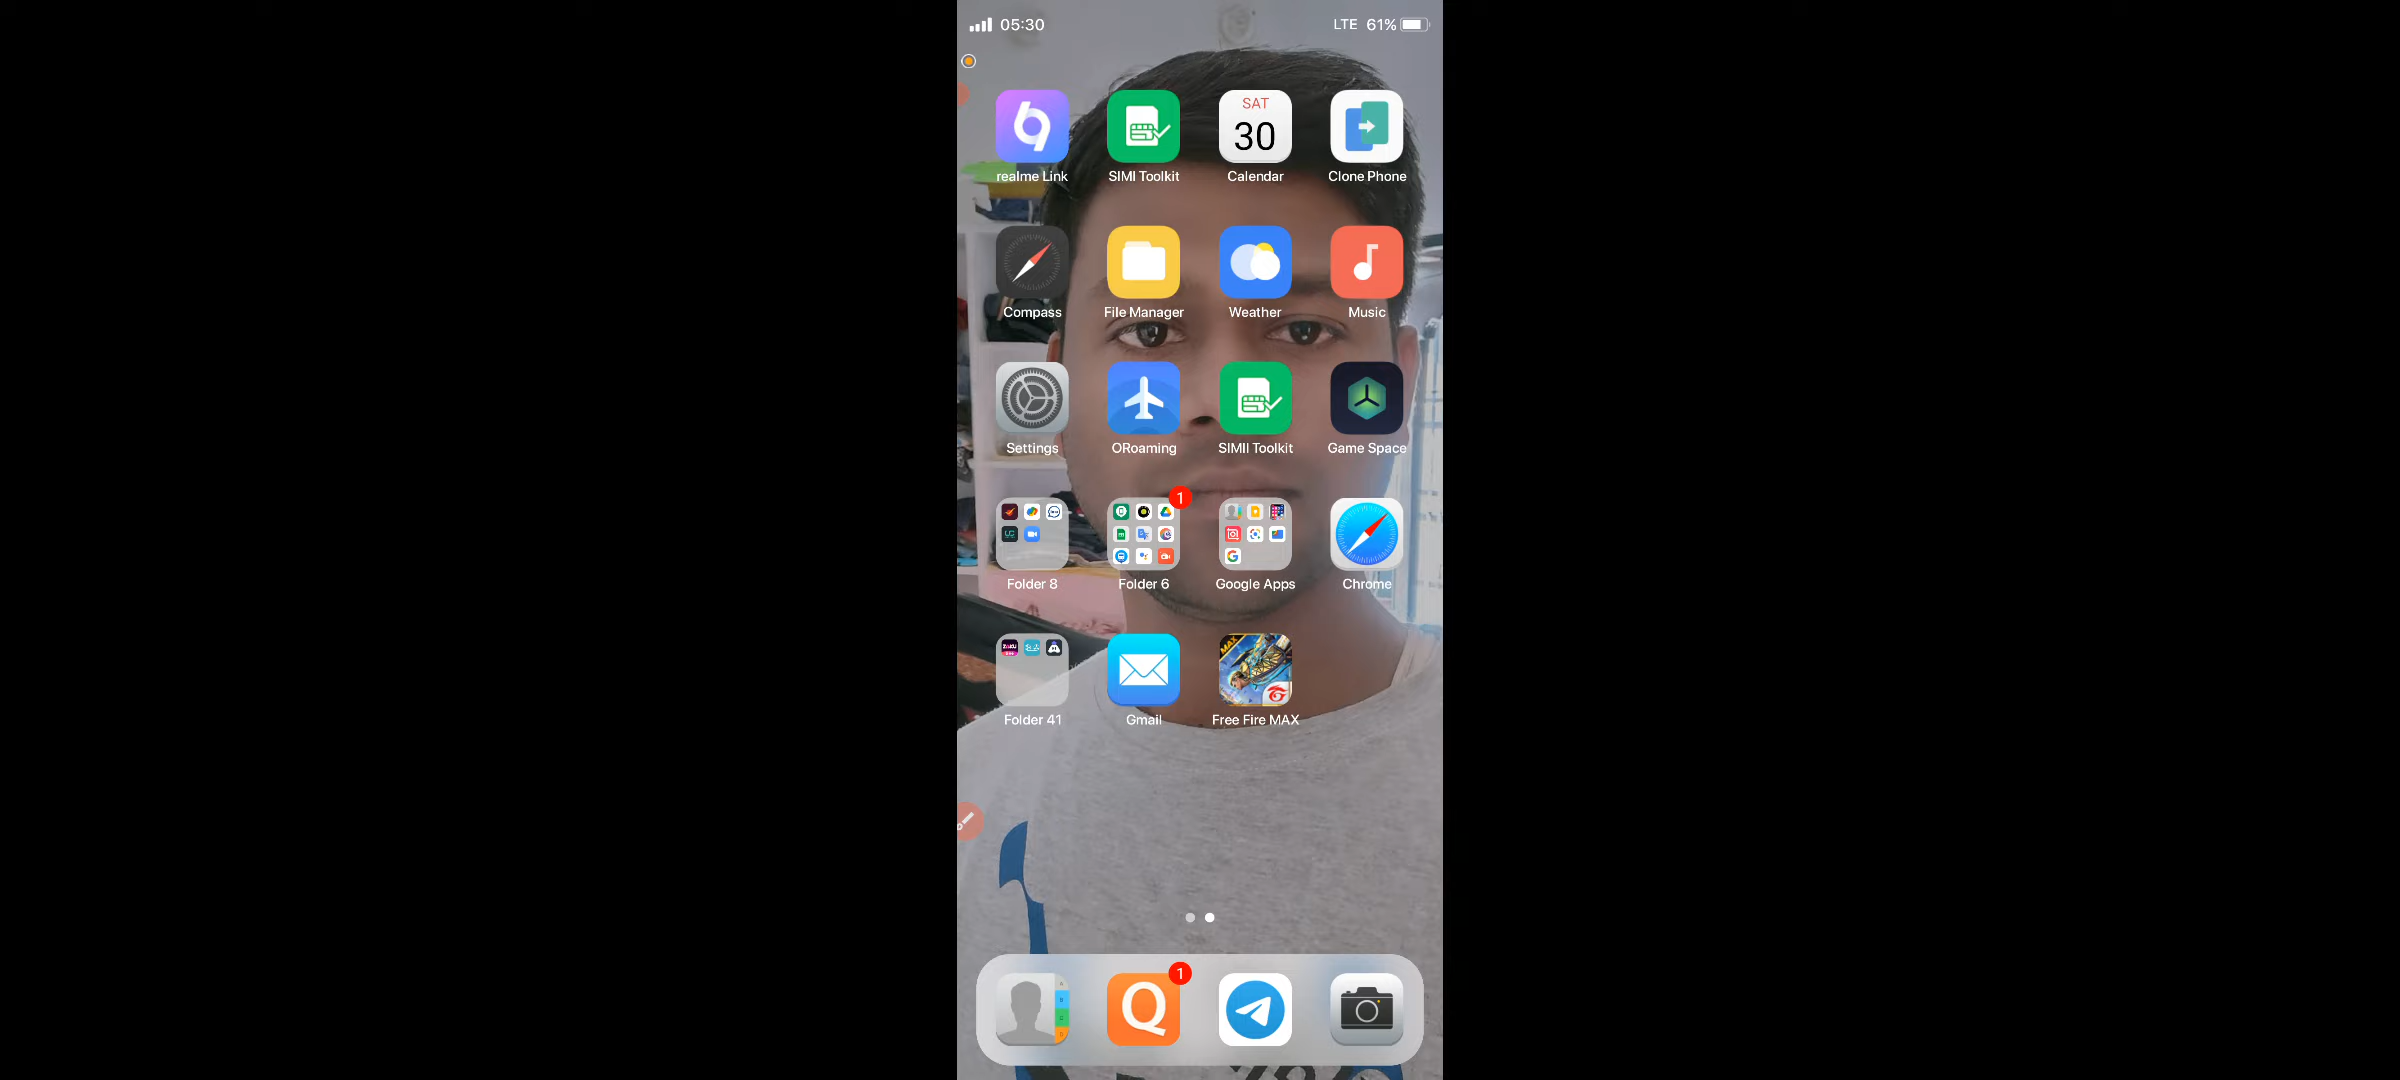 05:30 LTE 61%
SAT
30
realme Link SIMI Toolkit Calendar Clone Phone
Compass File Manager Weather Music
Settings ORoaming SIMII Toolkit Game Space
1
Folder 8 Folder 6 Google Apps Chrome
MAX
Folder 41 Gmail Free Fire MAX
1
Q